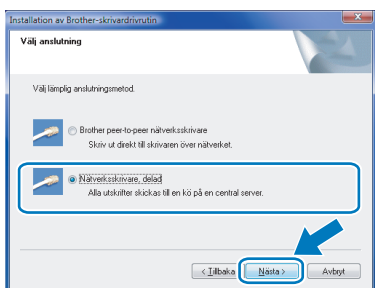 Installation av Brother-skrivardrivrutin
Välj anslutning
Välj lämplig anslutningsmetod.
Brother peer-to-peer nätverksskrivare
Skriv ut direkt till skrivaren över nätverket.
Nätverksskrivare, delad
Alla utskrifter skickas till en kö på en central server.
< Tillbaka
Nästa >
Avbryt